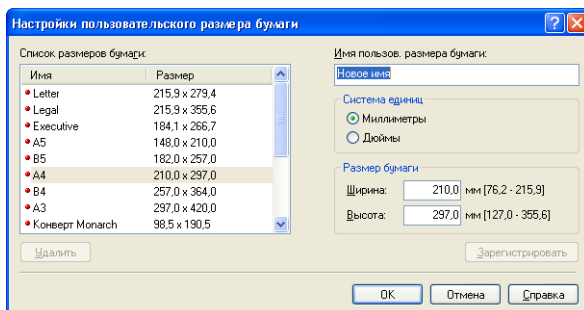 Настройки пользовательского размера бумаги
Список размеров бумаги:
Имя Размер
Letter 215,9 x 279,4
Legal 215,9 x 355,6
Executive 184,1 x 266,7
A5 148,0 x 210,0
B5 182,0 x 257,0
A4 210,0 x 297,0
B4 257,0 x 364,0
A3 297,0 x 420,0
Конверт Monarch 98,5 x 190,5
Удалить
Имя пользов. размера бумаги:
Новое имя
Система единиц
Миллиметры
Дюймы
Размер бумаги
Ширина: 210,0 мм [76,2 - 215,9]
Высота: 297,0 мм [127,0 - 355,6]
Зарегистрировать
OK Отмена Справка